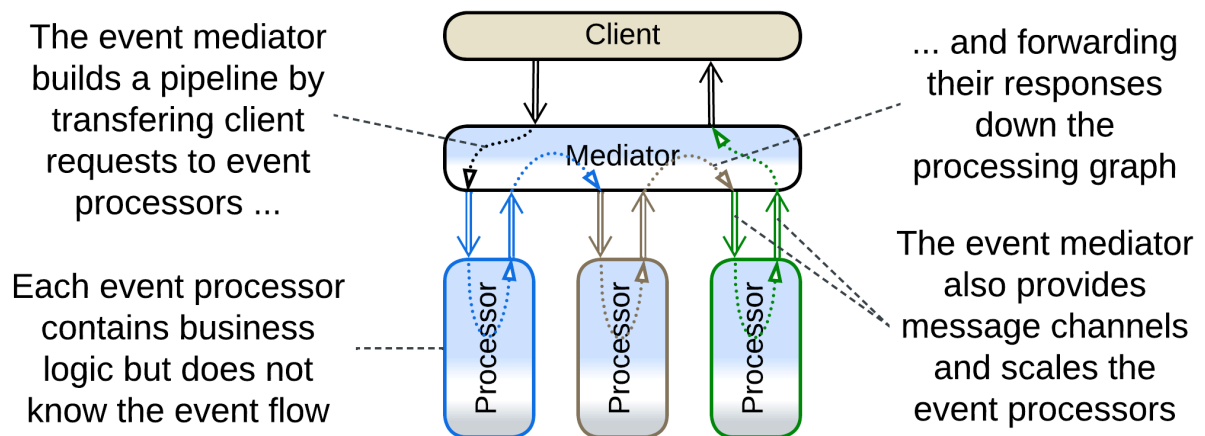 The event mediator
builds a pipeline by
transfering client
requests to event
processors ...
Each event processor
contains business
logic but does not
know the event flow
Client
Mediator
Processor
Processor
Processor
... and forwarding
their responses
down the
processing graph
The event mediator
also provides
message channels
and scales the
event processors